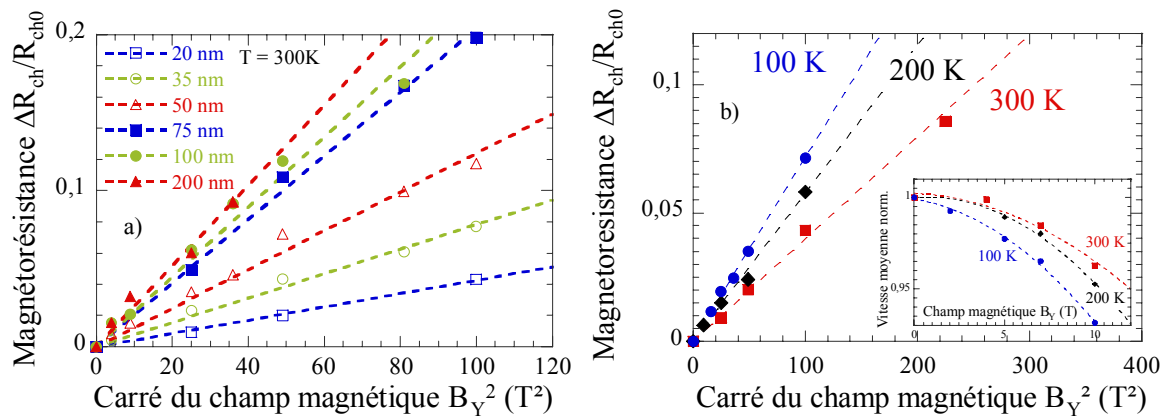 Magnétorésistance ΔR_ch/R_ch0
0,2
0,1
0
20 nm
35 nm
50 nm
75 nm
100 nm
200 nm
T = 300K
a)
0 20 40 60 80 100 120
Carré du champ magnétique B_Y² (T²)
Magnetoresistance ΔR_ch/R_ch0
0,1
0,05
0
b)
100 K
200 K
300 K
Vitesse moyenne norm.
1
0,95
300 K
100 K
200 K
Champ magnétique B_Y (T)
0 5 10
0 100 200 300 400
Carré du champ magnétique B_Y² (T²)